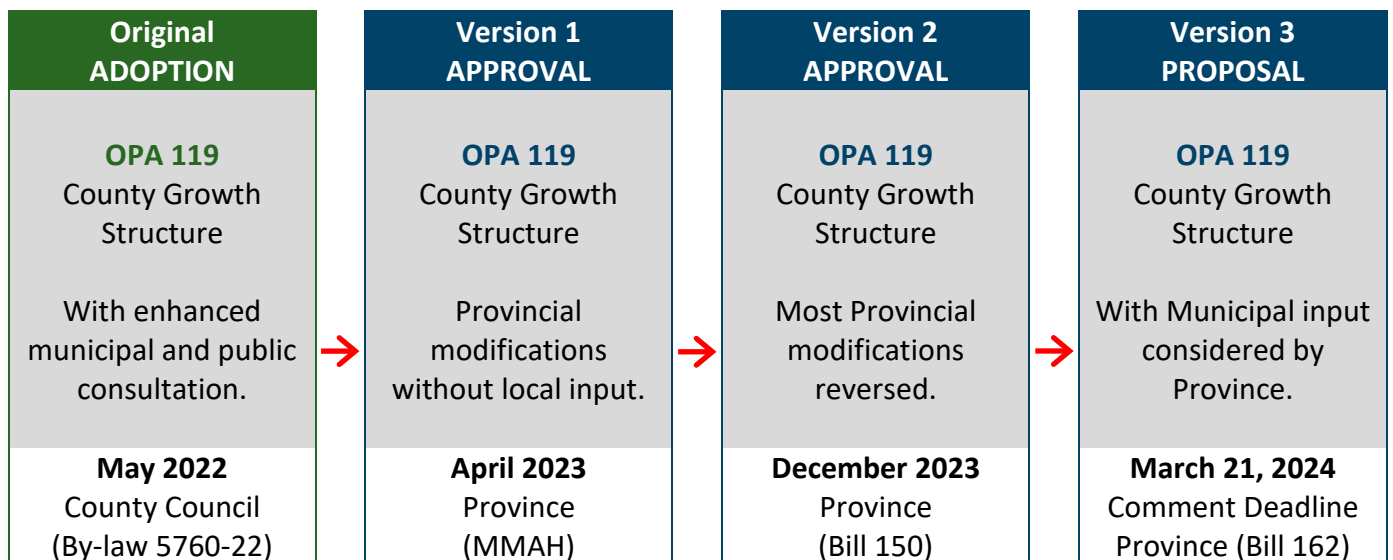 Original
ADOPTION
OPA 119
County Growth
Structure
With enhanced
municipal and public
consultation.
May 2022
County Council
(By-law 5760-22)
Version 1
APPROVAL
OPA 119
County Growth
Structure
Provincial
modifications
without local input.
April 2023
Province
(MMAH)
Version 2
APPROVAL
OPA 119
County Growth
Structure
Most Provincial
modifications
reversed.
December 2023
Province
(Bill 150)
Version 3
PROPOSAL
OPA 119
County Growth
Structure
With Municipal input
considered by
Province.
March 21, 2024
Comment Deadline
Province (Bill 162)